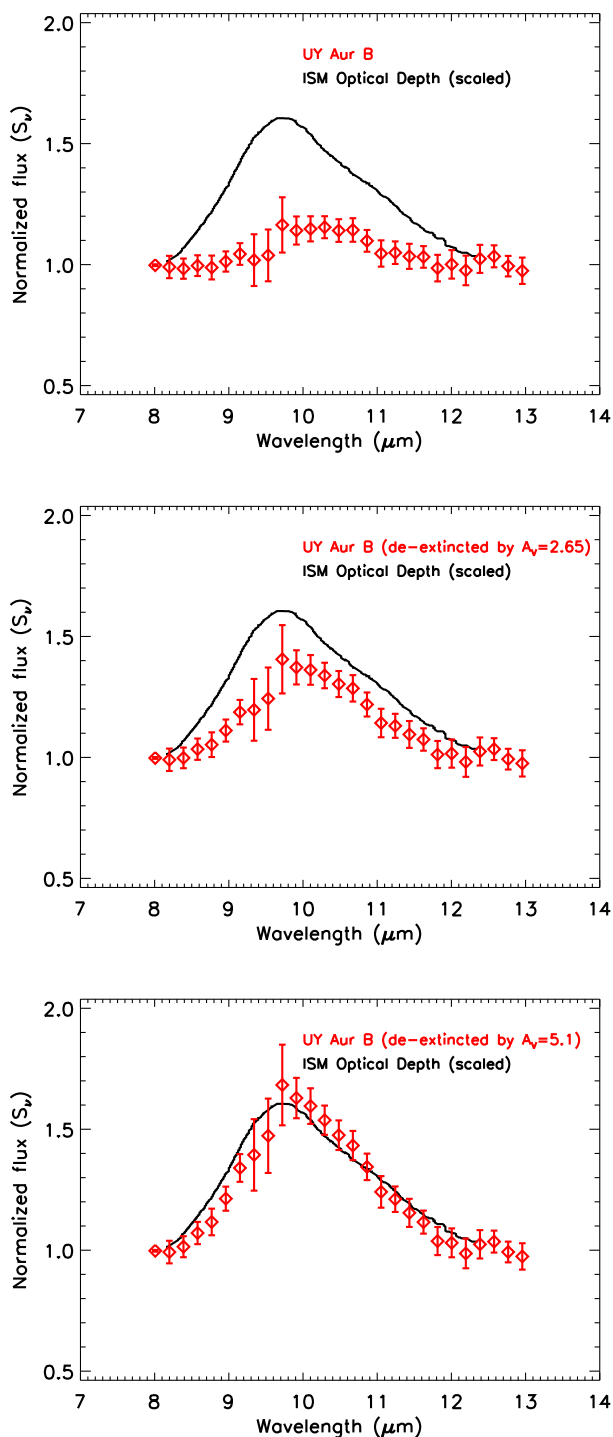 2.0
UY Aur B
ISM Optical Depth (scaled)
1.5
Normalized flux (Sν)
1.0
0.5
7 8 9 10 11 12 13 14
Wavelength (μm)
2.0
UY Aur B (de-extincted by Av=2.65)
ISM Optical Depth (scaled)
1.5
Normalized flux (Sν)
1.0
0.5
7 8 9 10 11 12 13 14
Wavelength (μm)
2.0
UY Aur B (de-extincted by Av=5.1)
ISM Optical Depth (scaled)
1.5
Normalized flux (Sν)
1.0
0.5
7 8 9 10 11 12 13 14
Wavelength (μm)